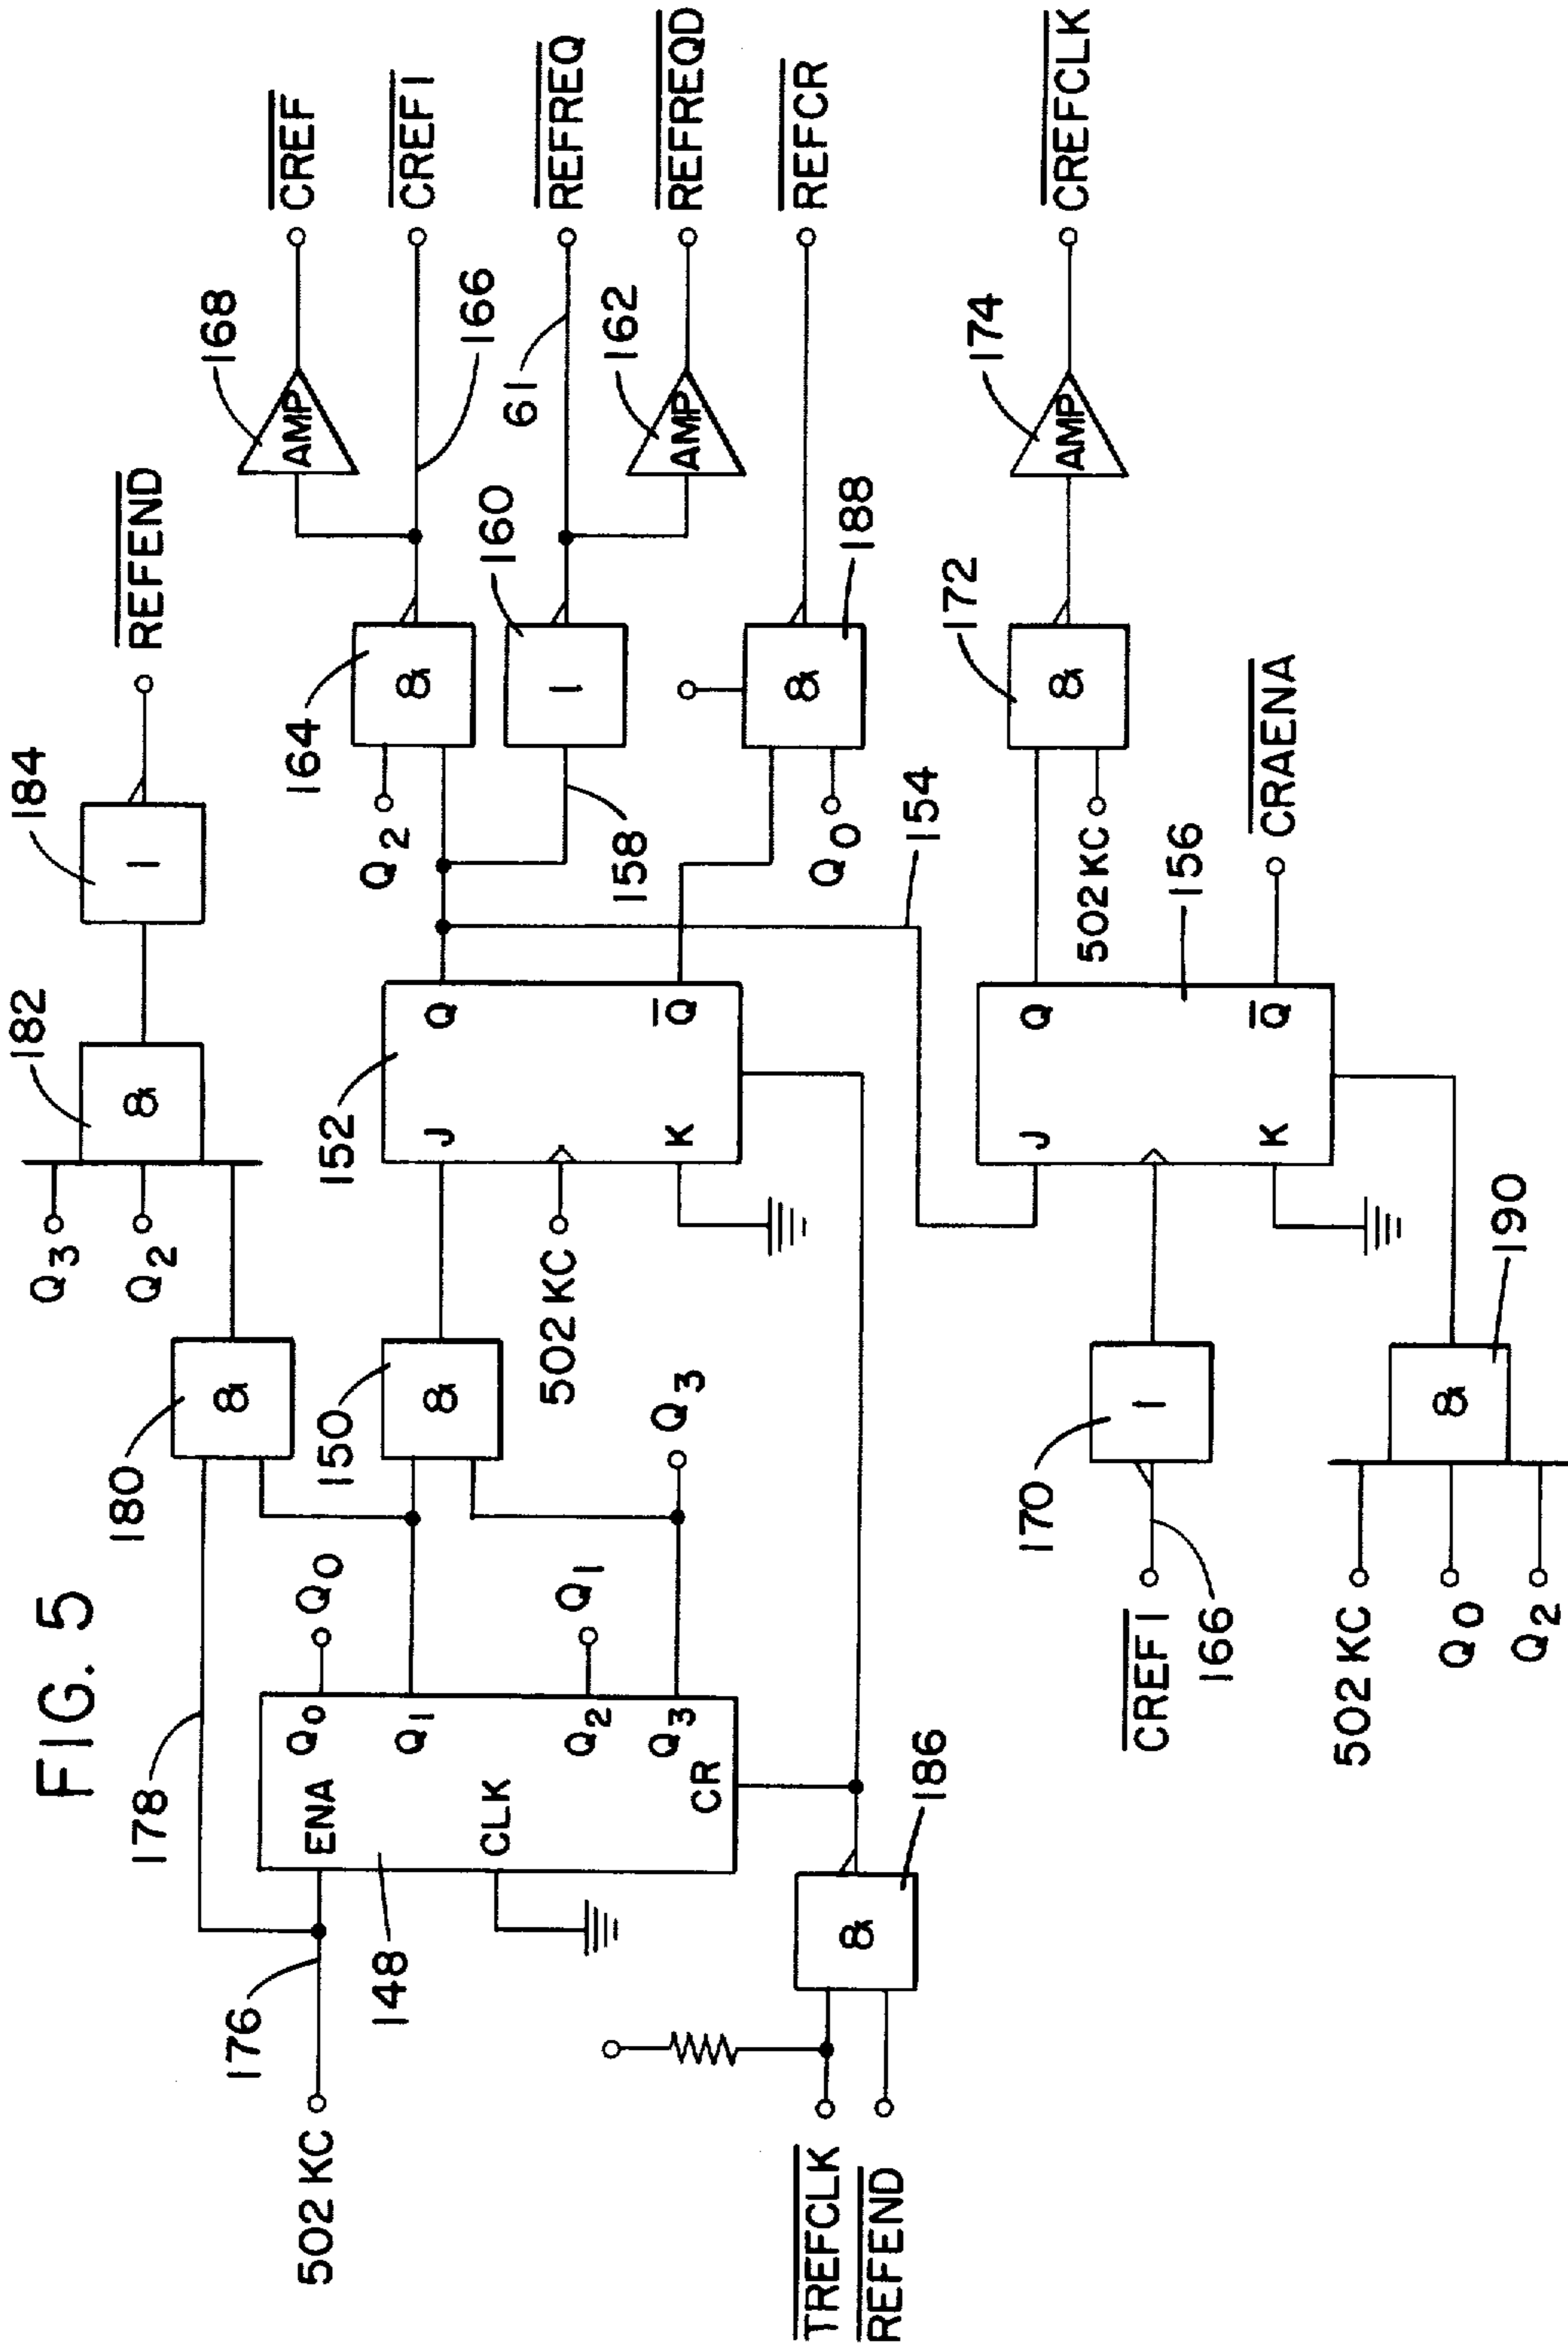 FIG. 5
178
176
502 KC
148
ENA
CLK
CR
Q0
Q1
Q2
Q3
Q0
Q1
Q3
TREFCLK
REFEND
186
180
&
150
&
&
502 KC
Q3
Q2
182
&
184
1
REFEND
152
J
K
Q
Q
Q2
164
&
158
160
1
Q0
188
&
154
168
AMP
CREF
CREF1
166
61
REFREQ
162
AMP
REFREQD
REFCR
CREF1
166
170
1
502 KC
Q0
Q2
190
&
J
K
Q
Q
156
CRAENA
502 KC
172
&
174
AMP
CREFCLK